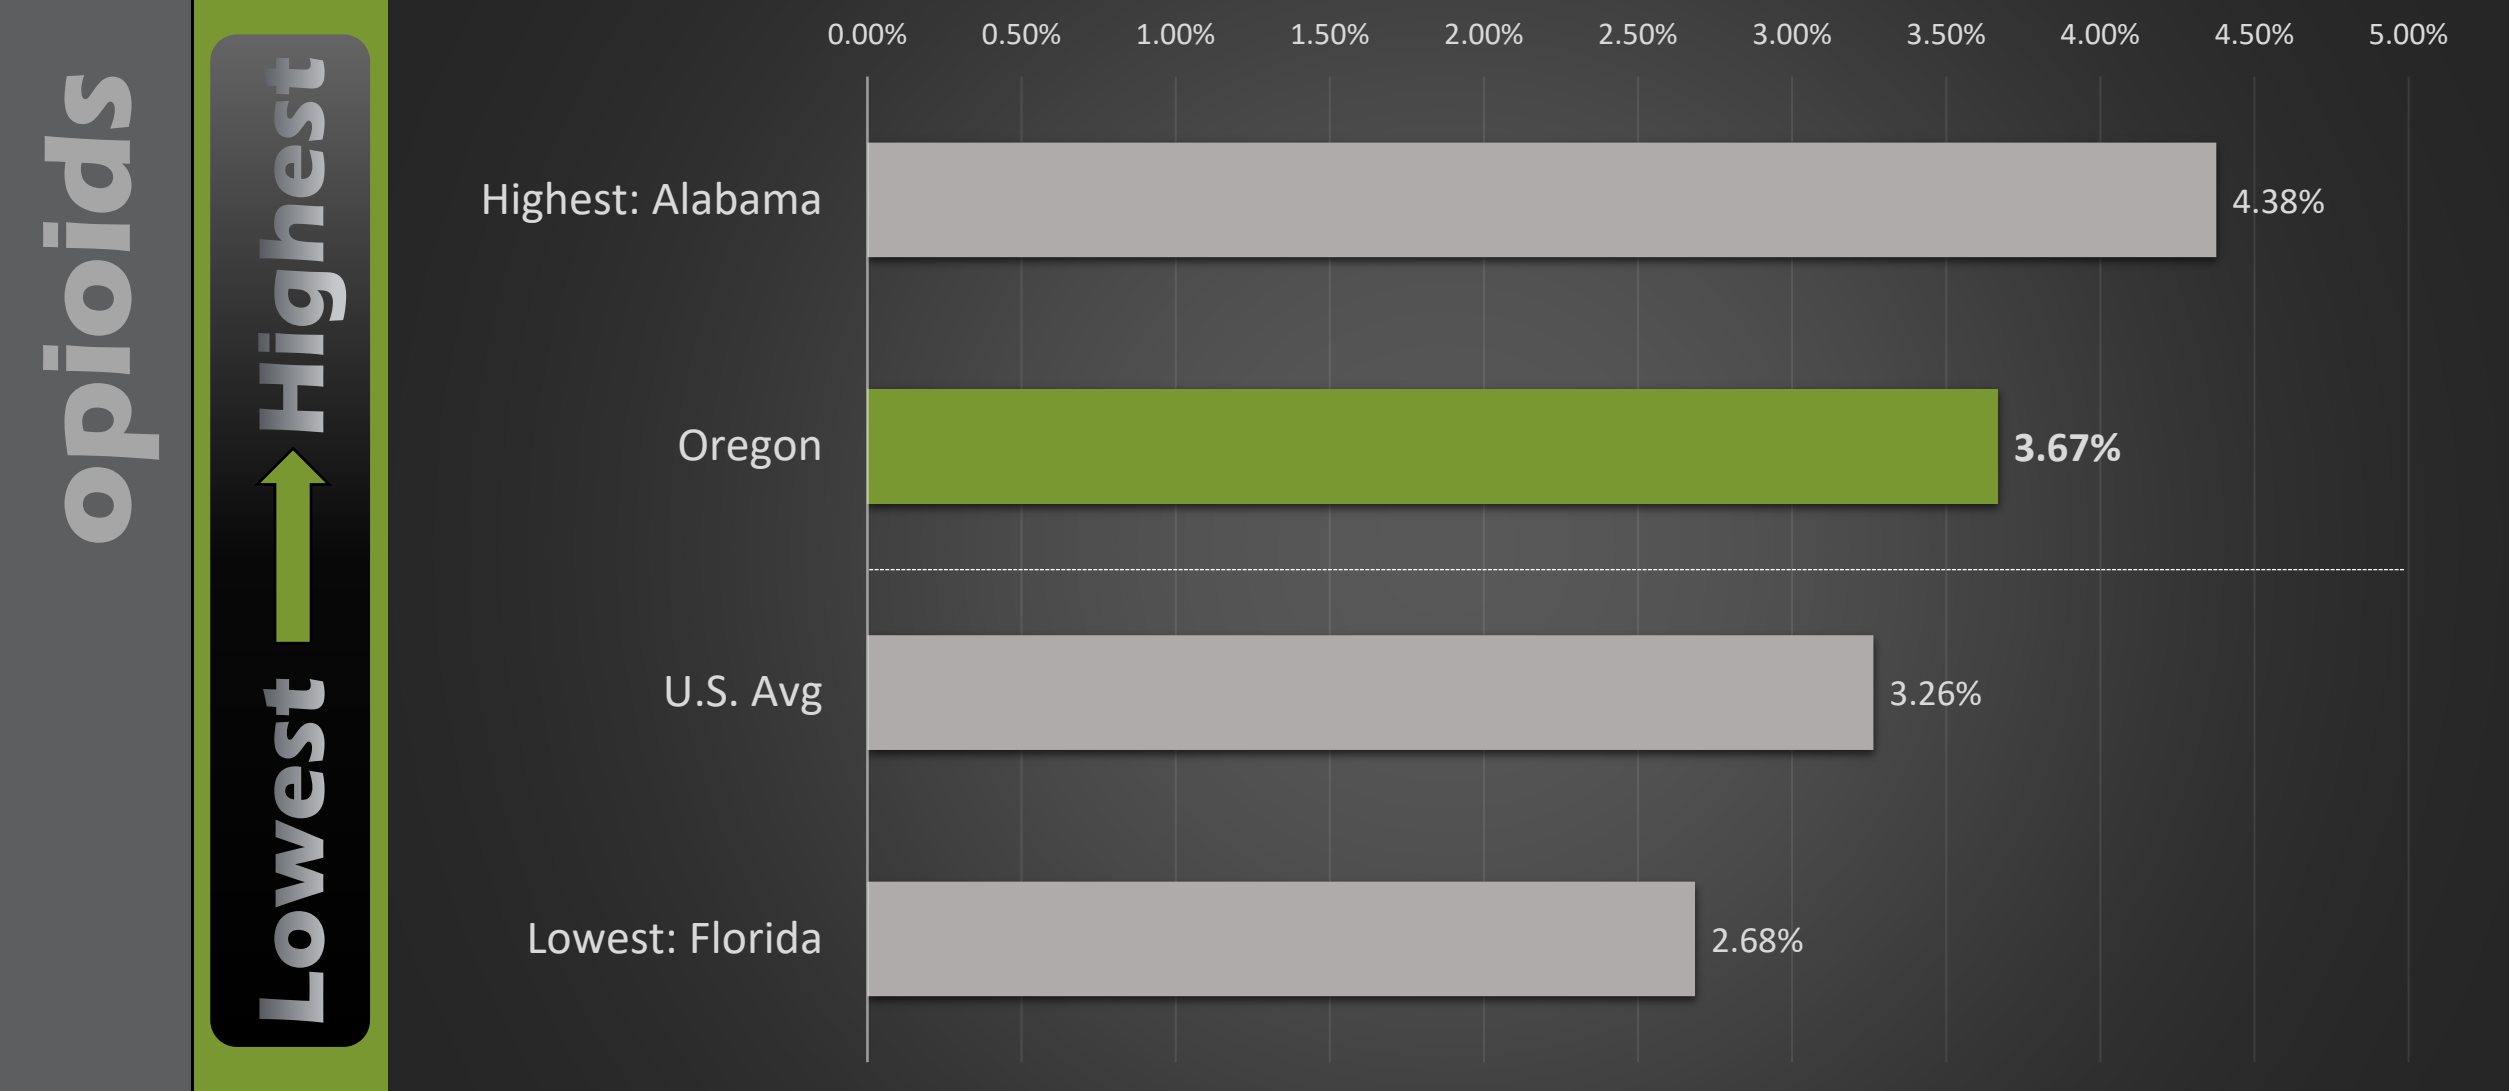 opioids
Highest
Lowest
0.00% 0.50% 1.00% 1.50% 2.00% 2.50% 3.00% 3.50% 4.00% 4.50% 5.00%
Highest: Alabama 4.38%
Oregon 3.67%
U.S. Avg 3.26%
Lowest: Florida 2.68%